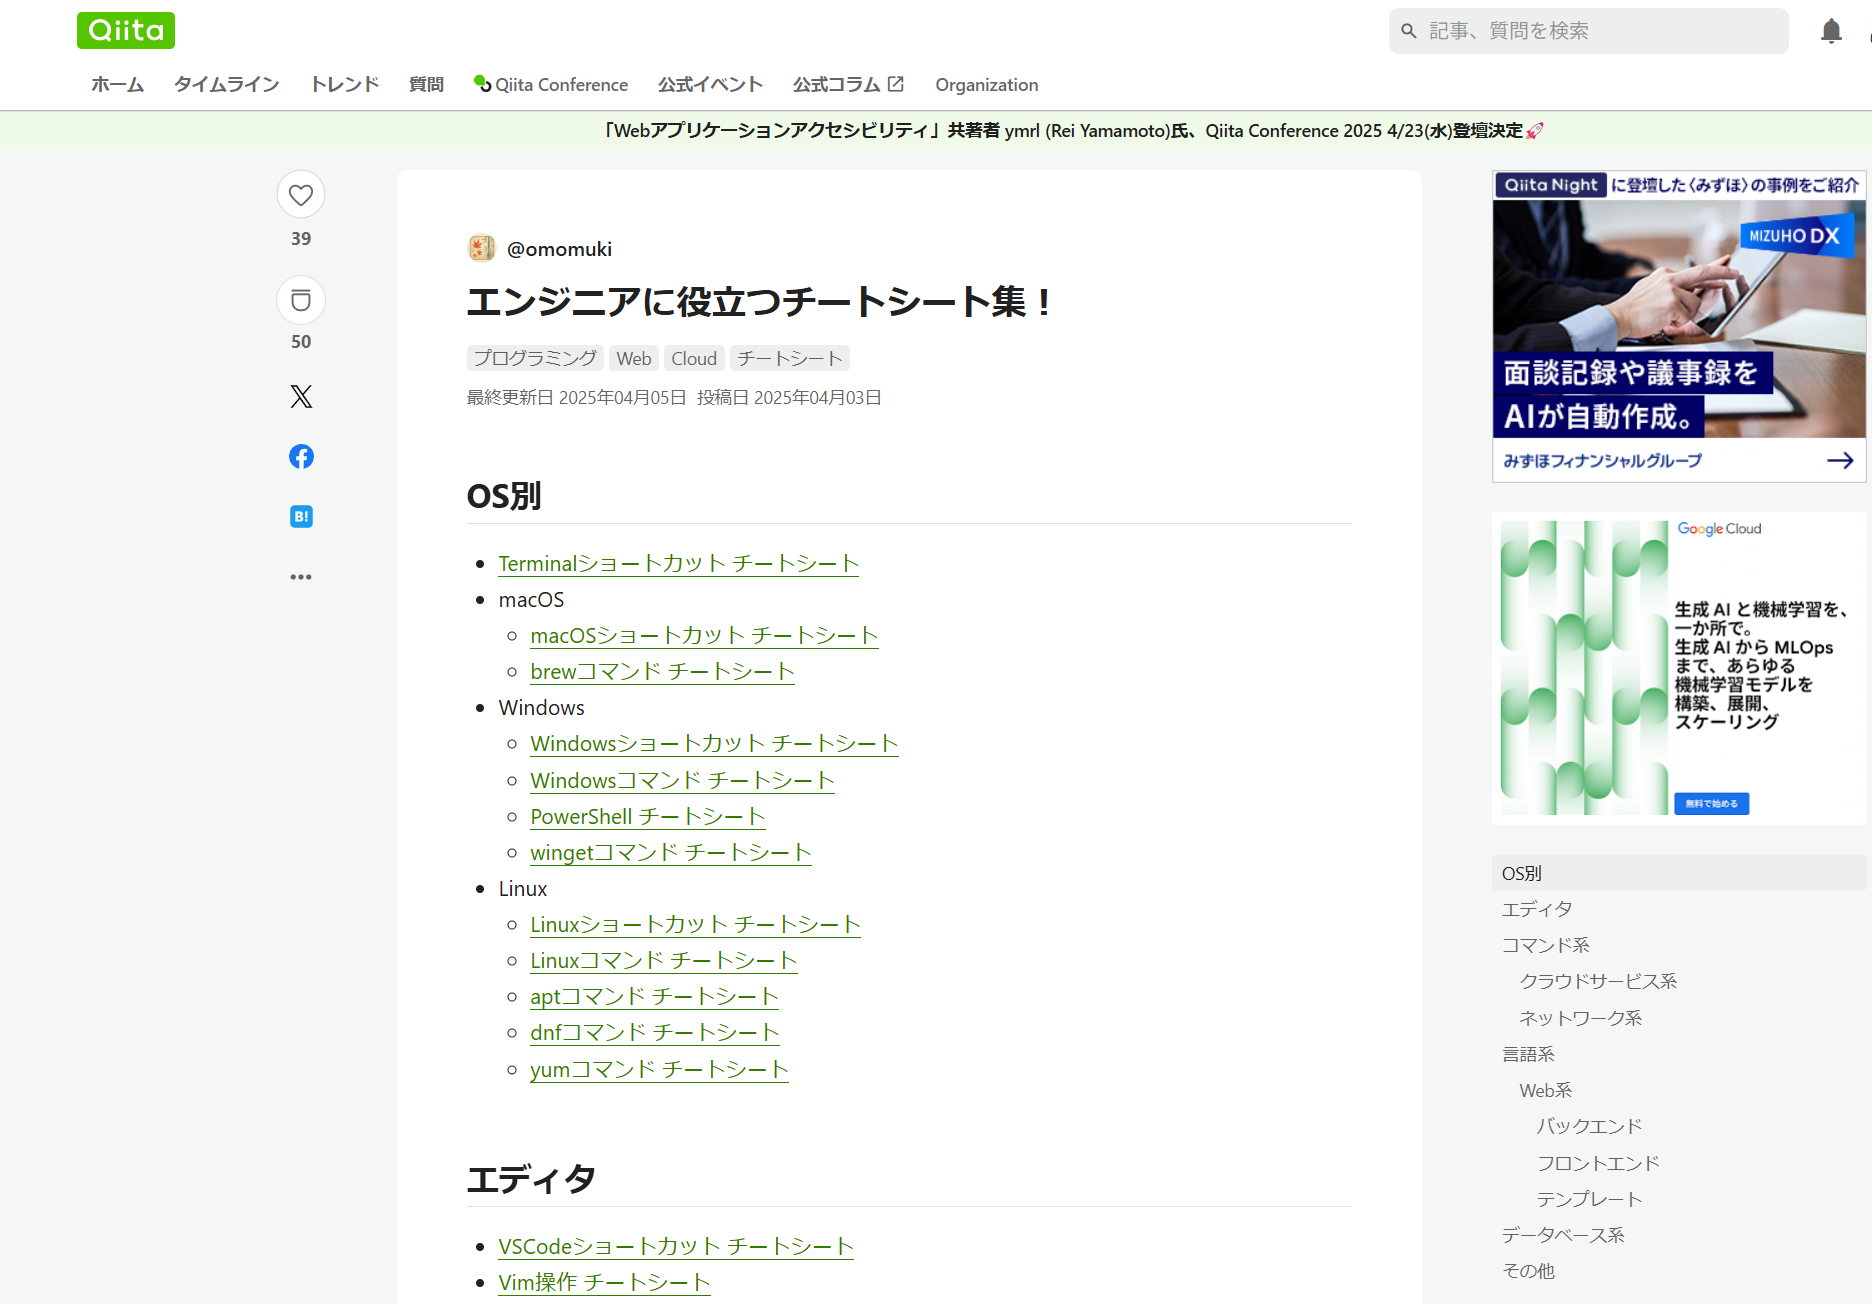 Qiita
記事、質問を検索
ホーム タイムライン トレンド 質問 Qiita Conference 公式イベント 公式コラム Organization
「Webアプリケーションアクセシビリティ」共著者 ymrl (Rei Yamamoto)氏、Qiita Conference 2025 4/23(水)登壇決定🚀
39
50
B!
@omomuki
エンジニアに役立つチートシート集！
プログラミング Web Cloud チートシート
最終更新日 2025年04月05日 投稿日 2025年04月03日
OS別
Terminalショートカット チートシート
macOS
macOSショートカット チートシート
brewコマンド チートシート
Windows
Windowsショートカット チートシート
Windowsコマンド チートシート
PowerShell チートシート
wingetコマンド チートシート
Linux
Linuxショートカット チートシート
Linuxコマンド チートシート
aptコマンド チートシート
dnfコマンド チートシート
yumコマンド チートシート
エディタ
VSCodeショートカット チートシート
Vim操作 チートシート
Qiita Night に登壇した〈みずほ〉の事例をご紹介
MIZUHO DX
面談記録や議事録を
AIが自動作成。
みずほフィナンシャルグループ
Google Cloud
生成 AI と機械学習を、
一か所で。
生成 AI から MLOps
まで、あらゆる
機械学習モデルを
構築、展開、
スケーリング
無料で始める
OS別
エディタ
コマンド系
クラウドサービス系
ネットワーク系
言語系
Web系
バックエンド
フロントエンド
テンプレート
データベース系
その他